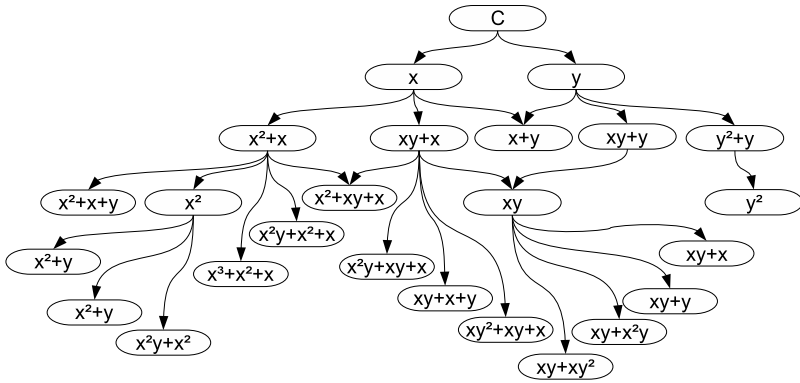 C
x
y
x²+x
xy+x
x+y
xy+y
y²+y
x²+x+y
x²
x²+xy+x
xy
y²
x²y+x²+x
x²+y
x³+x²+x
x²y+xy+x
xy+x
x²+y
xy+x+y
xy+y
x²y+x²
xy²+xy+x
xy+x²y
xy+xy²